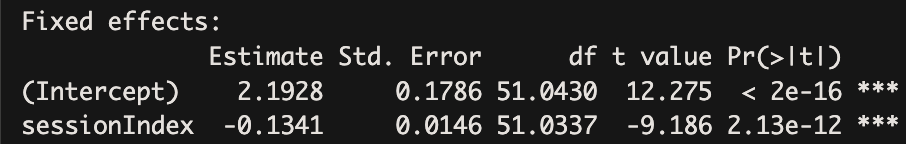 Fixed effects:
Estimate Std. Error df t value Pr(>|t|)
(Intercept) 2.1928 0.1786 51.0430 12.275 < 2e-16 ***
sessionIndex -0.1341 0.0146 51.0337 -9.186 2.13e-12 ***